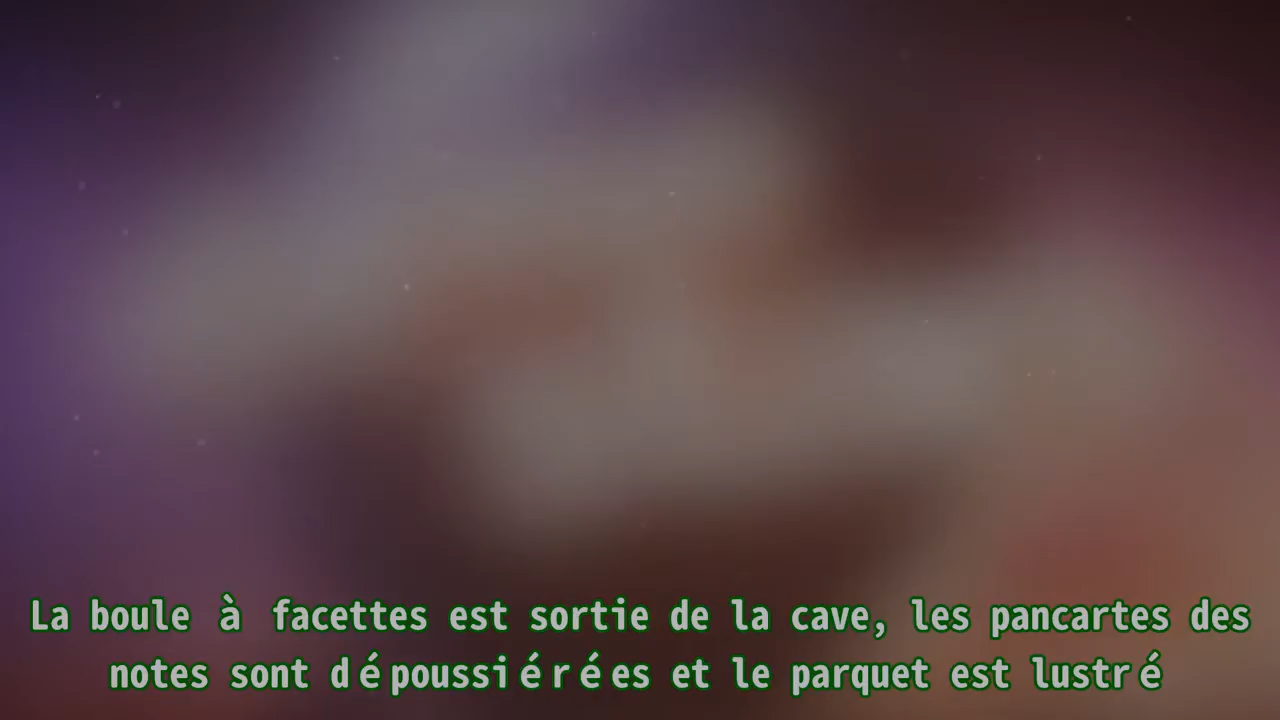 La boule à facettes est sortie de la cave, les pancartes des
notes sont dépoussiérées et le parquet est lustré